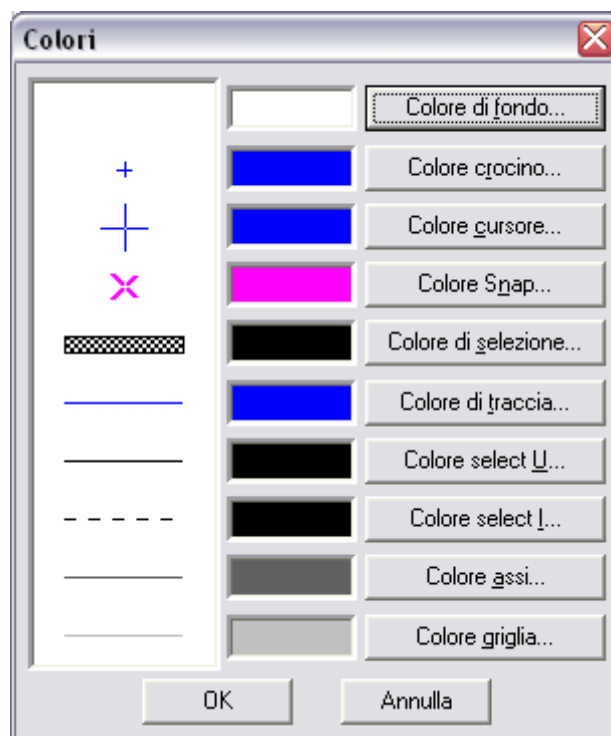 Colori
Colore di fondo...
Colore crocino...
Colore cursore...
Colore Snap...
Colore di selezione...
Colore di traccia...
Colore select U...
Colore select I...
Colore assi...
Colore griglia...
OK Annulla